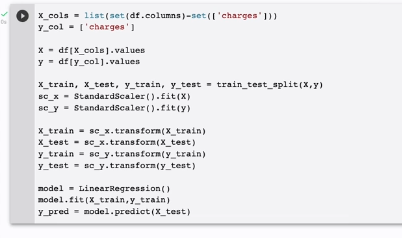 X_cols = list(set(df.columns)-set(['charges']))
y_col = ['charges']
X = df[X_cols].values
y = df[y_col].values
X_train, X_test, y_train, y_test = train_test_split(X,y)
sc_x = StandardScaler().fit(X)
sc_y = StandardScaler().fit(y)
X_train = sc_x.transform(X_train)
X_test = sc_x.transform(X_test)
y_train = sc_y.transform(y_train)
y_test = sc_y.transform(y_test)
model = LinearRegression()
model.fit(X_train,y_train)
y_pred = model.predict(X_test)